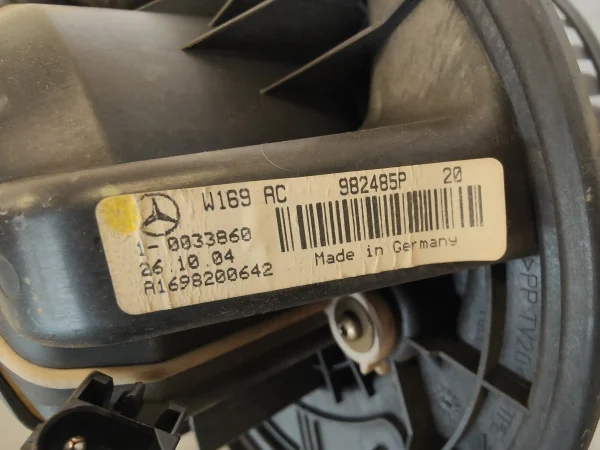 W169 AC 982485P 20
1-0033860
26.10.04
Made in Germany
A1698200642